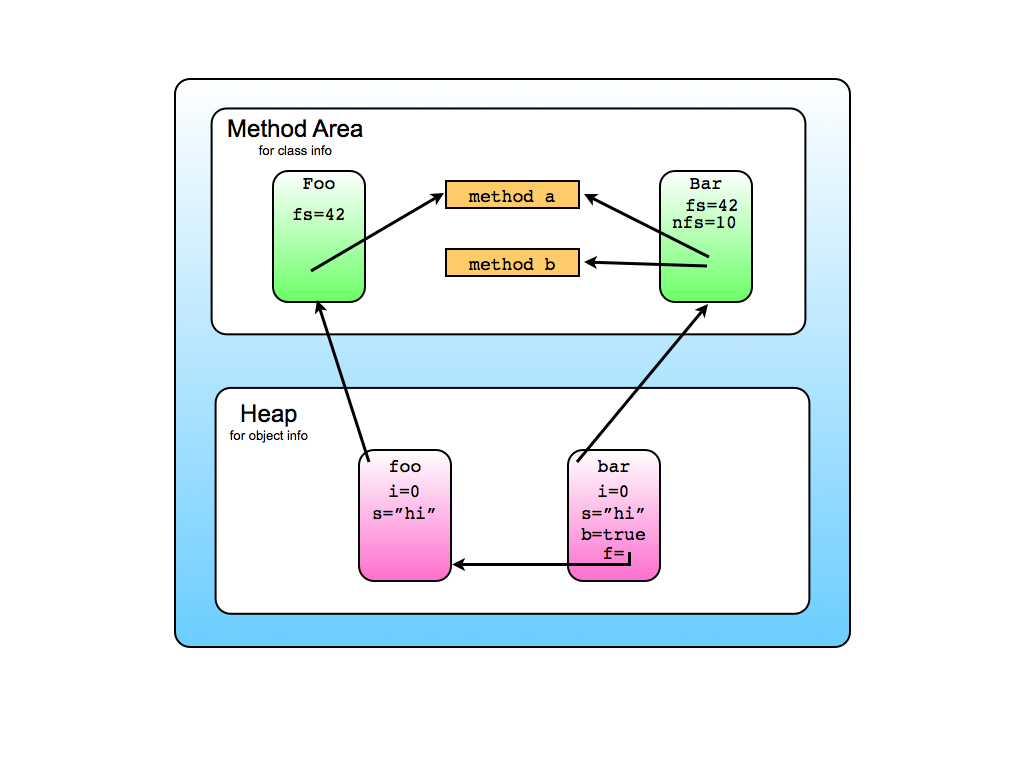 Method Area
for class info
Foo
fs=42
method a
method b
Bar
fs=42
nfs=10
Heap
for object info
foo
i=0
s=”hi”
bar
i=0
s=”hi”
b=true
f=